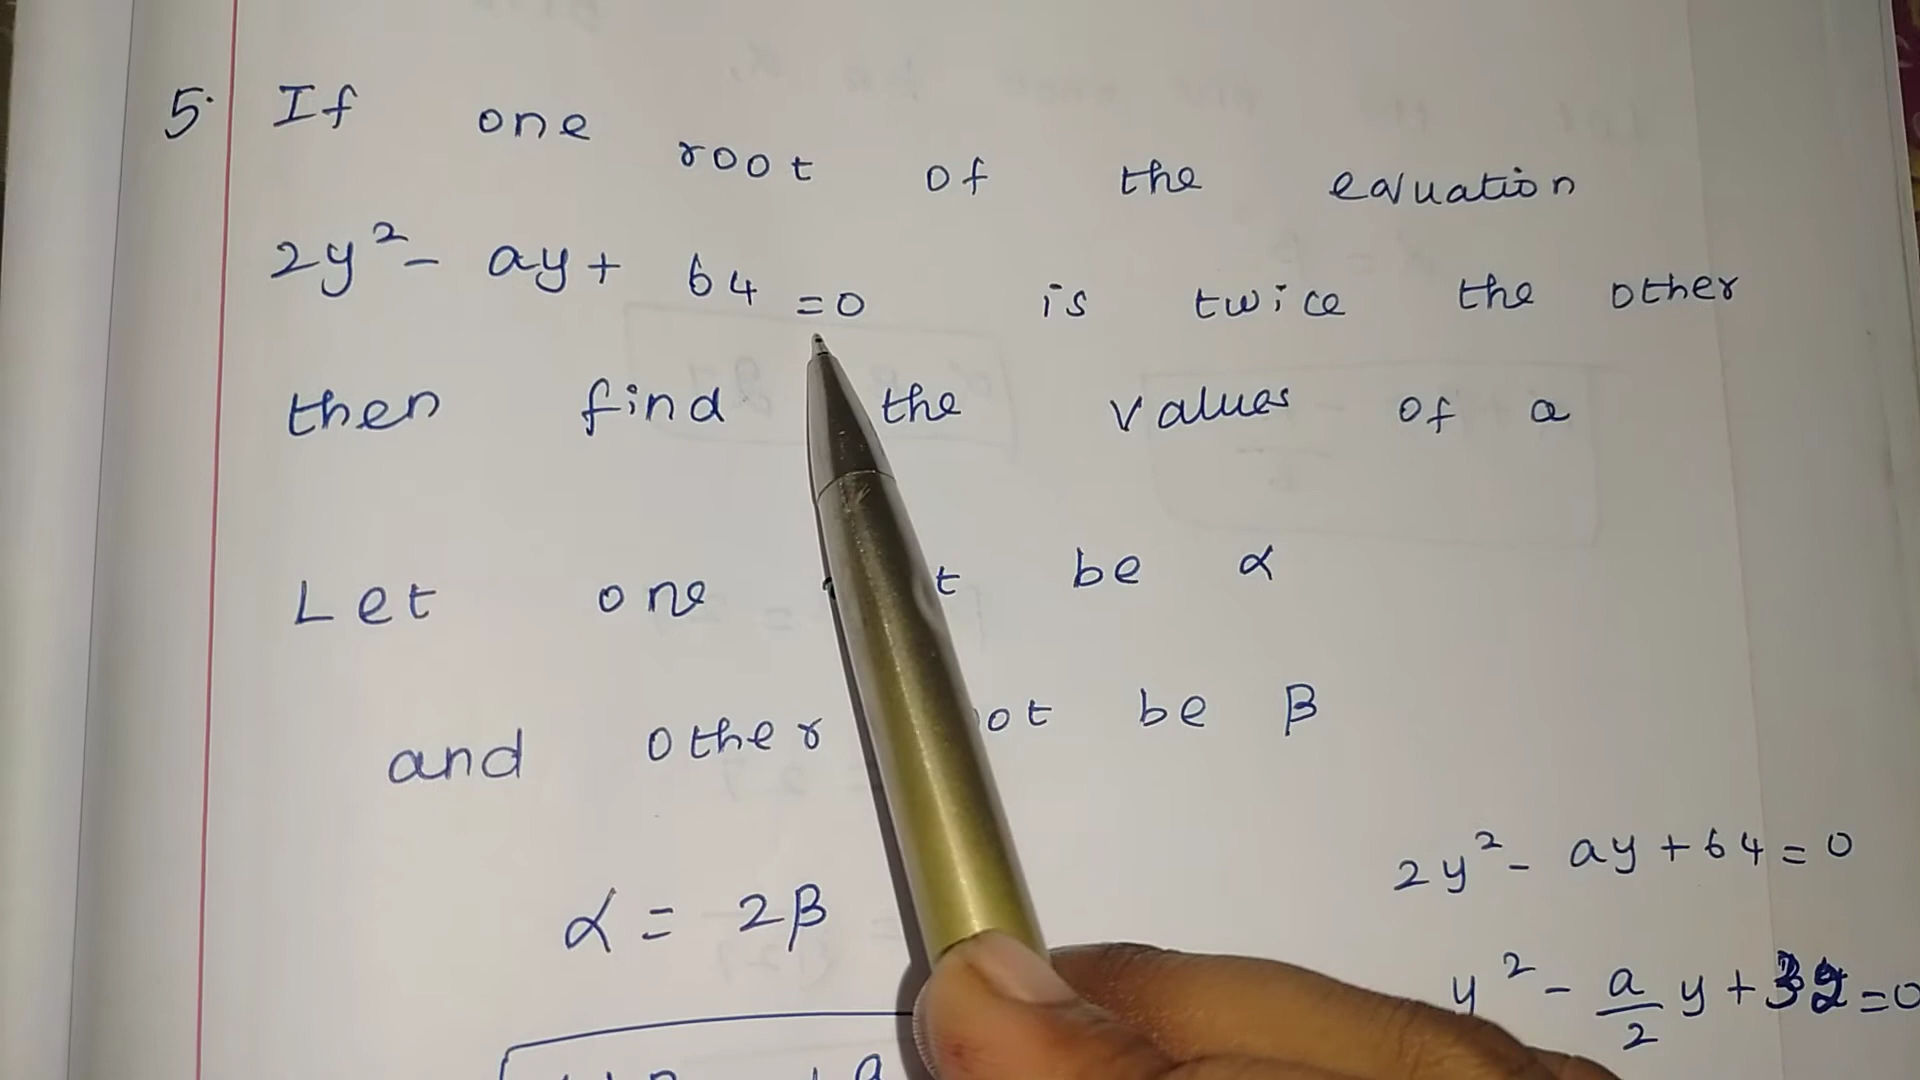 5. If one root of the equation
2y² - ay + 64 = 0 is twice the other
then find the values of a
Let one t be α
and other ot be β
α = 2β
2y² - ay + 64 = 0
y² - a/2 y + 32 = 0